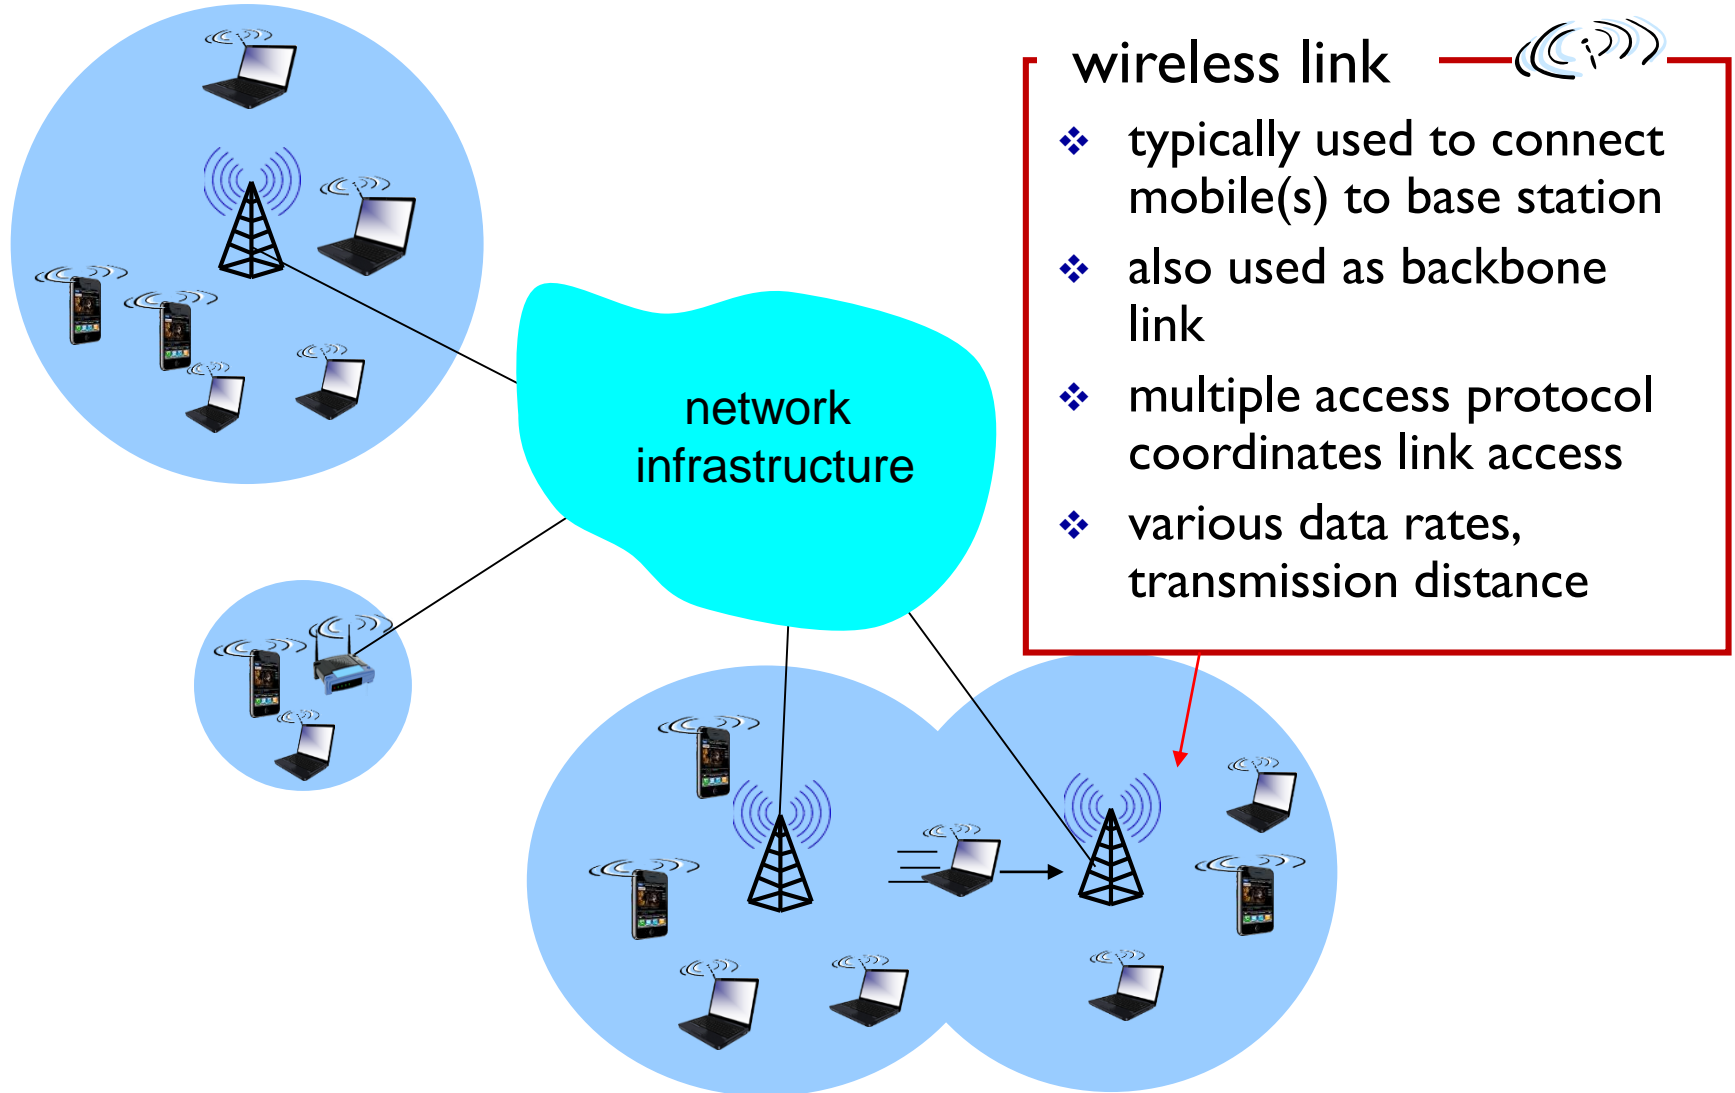 wireless link
typically used to connect
mobile(s) to base station
also used as backbone
link
multiple access protocol
coordinates link access
various data rates,
transmission distance
network
infrastructure